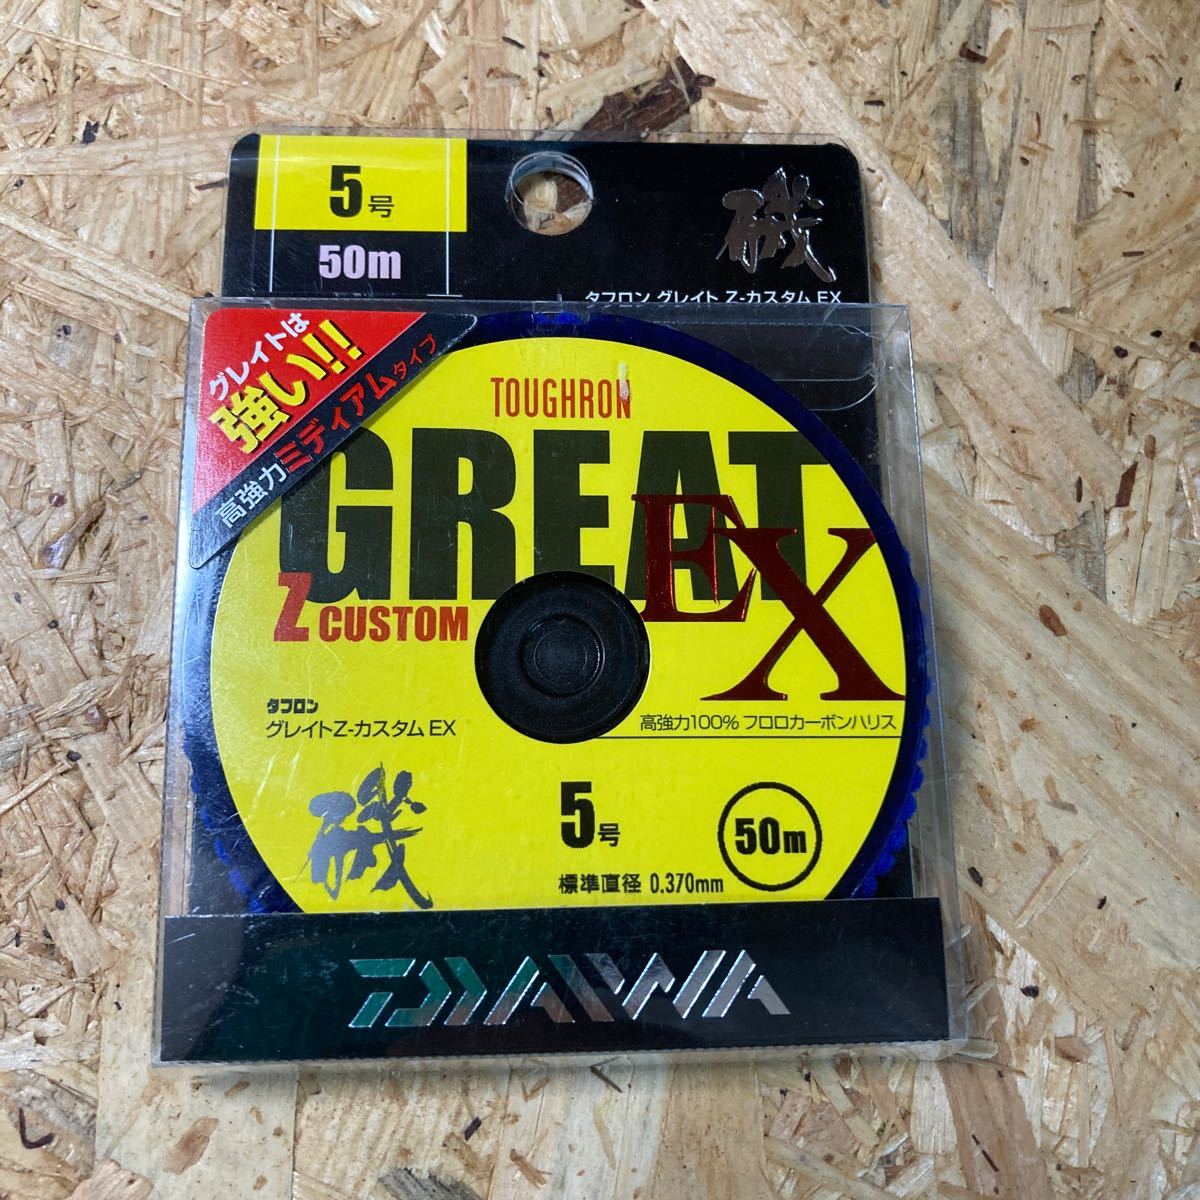 5号
50m
磯
タフロン グレイト Z-カスタム EX
グレイトは
強い!!
高強力ミディアムタイプ
TOUGHRON
GREAT
EX
Z CUSTOM
タフロン
グレイトZ-カスタム EX
高強力100% フロロカーボンハリス
磯
5号
50m
標準直径 0.370mm
DAIWA